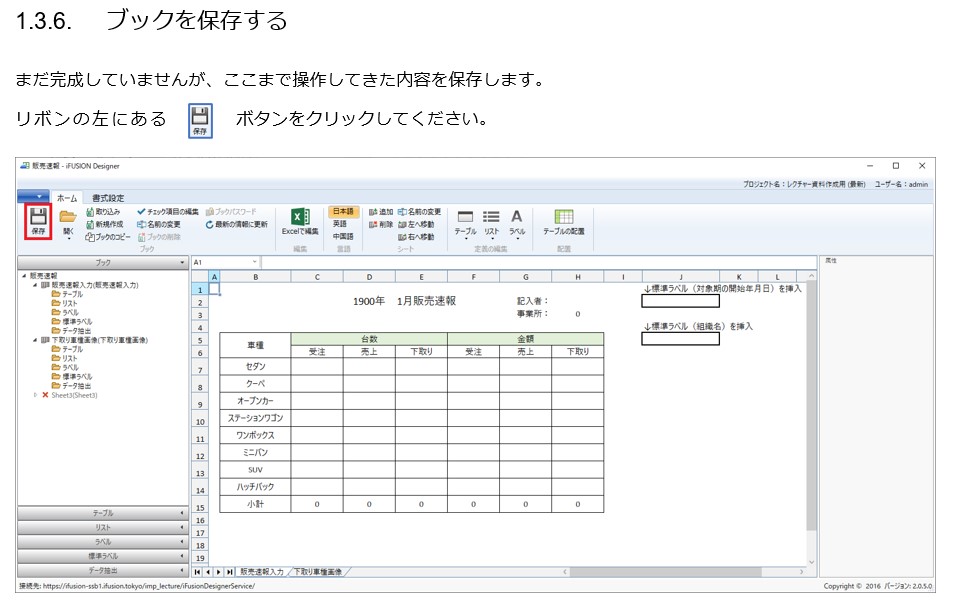 1.3.6. ブックを保存する
まだ完成していませんが、ここまで操作してきた内容を保存します。
リボンの左にある 保存 ボタンをクリックしてください。
販売速報 - iFUSION Designer
プロジェクト名：レクチャー資料作成用 (最新) ユーザー名：admin
ホーム 書式設定
保存 開く 取り込み チェック項目の編集 ブックパスワード Excelで編集 日本語 追加 名前の変更 テーブル リスト ラベル テーブルの配置
新規作成 名前の変更 最新の情報に更新 英語 削除 左へ移動
ブックのコピー ブックの削除 中国語 右へ移動
ブック 編集 言語 シート 定義の編集 配置
ブック A1 属性
販売速報
販売速報入力(販売速報入力)
テーブル
リスト
ラベル
標準ラベル
データ抽出
下取り車種画像(下取り車種画像)
テーブル
リスト
ラベル
標準ラベル
データ抽出
Sheet3(Sheet3)
テーブル
リスト
ラベル
標準ラベル
データ抽出
A B C D E F G H I J K L
1 ↓標準ラベル（対象期の開始年月日）を挿入
2 1900年 1月販売速報 記入者：
3 事業所： 0
4 ↓標準ラベル（組織名）を挿入
5 車種 台数 金額
6 受注 売上 下取り 受注 売上 下取り
7 セダン
8 クーペ
9 オープンカー
10 ステーションワゴン
11 ワンボックス
12 ミニバン
13 SUV
14 ハッチバック
15 小計 0 0 0 0 0 0
16
17
18
19
販売速報入力 下取り車種画像
接続先: https://ifusion-ssb1.ifusion.tokyo/imp_lecture/iFusionDesignerService/ Copyright © 2016 バージョン: 2.0.5.0